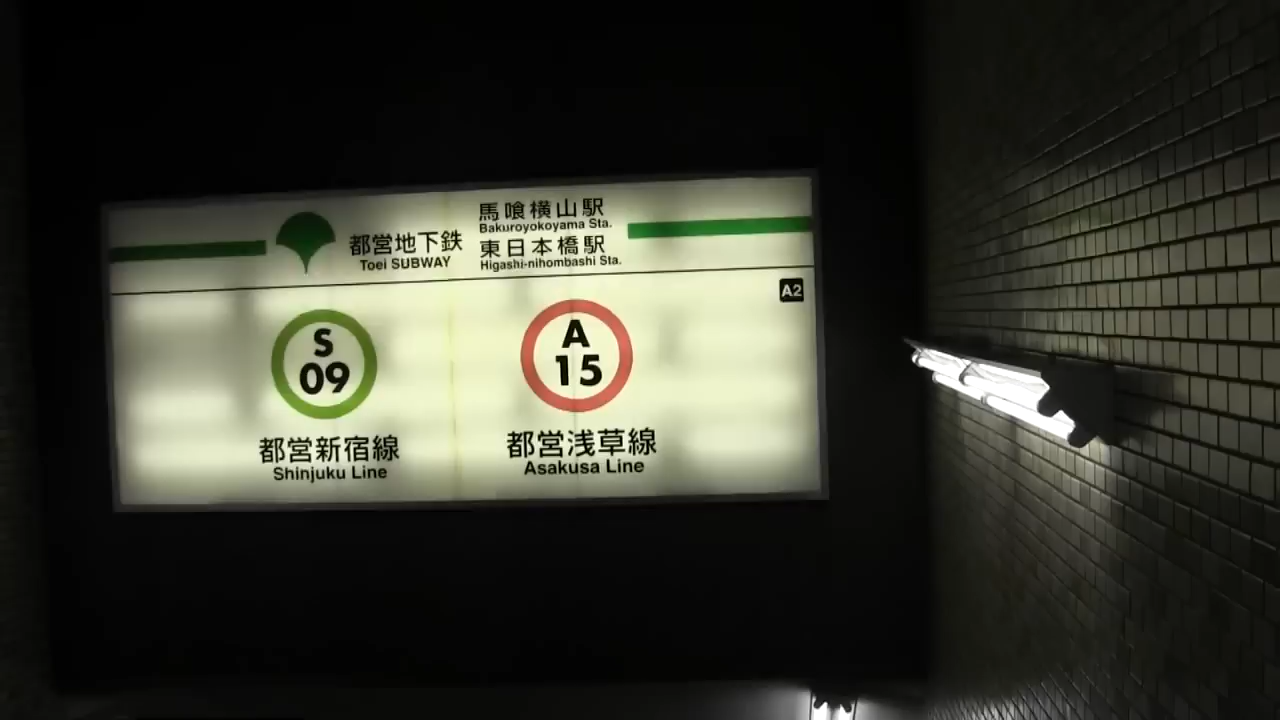 都営地下鉄
Toei SUBWAY
馬喰横山駅
Bakuroyokoyama Sta.
東日本橋駅
Higashi-nihombashi Sta.
A2
S
09
都営新宿線
Shinjuku Line
A
15
都営浅草線
Asakusa Line